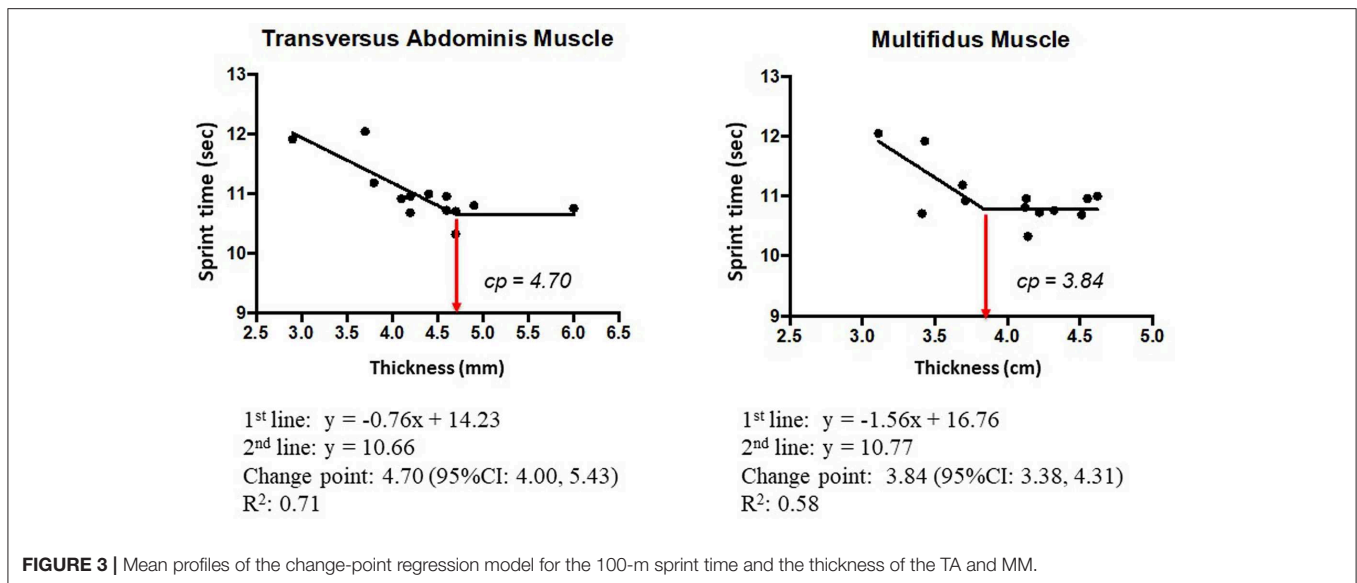 Transversus Abdominis Muscle
13
12
11
10
9
Sprint time (sec)
2.5 3.0 3.5 4.0 4.5 5.0 5.5 6.0 6.5
Thickness (mm)
cp = 4.70
1st line: y = -0.76x + 14.23
2nd line: y = 10.66
Change point: 4.70 (95%CI: 4.00, 5.43)
R²: 0.71
Multifidus Muscle
13
12
11
10
9
Sprint time (sec)
2.5 3.0 3.5 4.0 4.5 5.0
Thickness (cm)
cp = 3.84
1st line: y = -1.56x + 16.76
2nd line: y = 10.77
Change point: 3.84 (95%CI: 3.38, 4.31)
R²: 0.58
FIGURE 3 | Mean profiles of the change-point regression model for the 100-m sprint time and the thickness of the TA and MM.